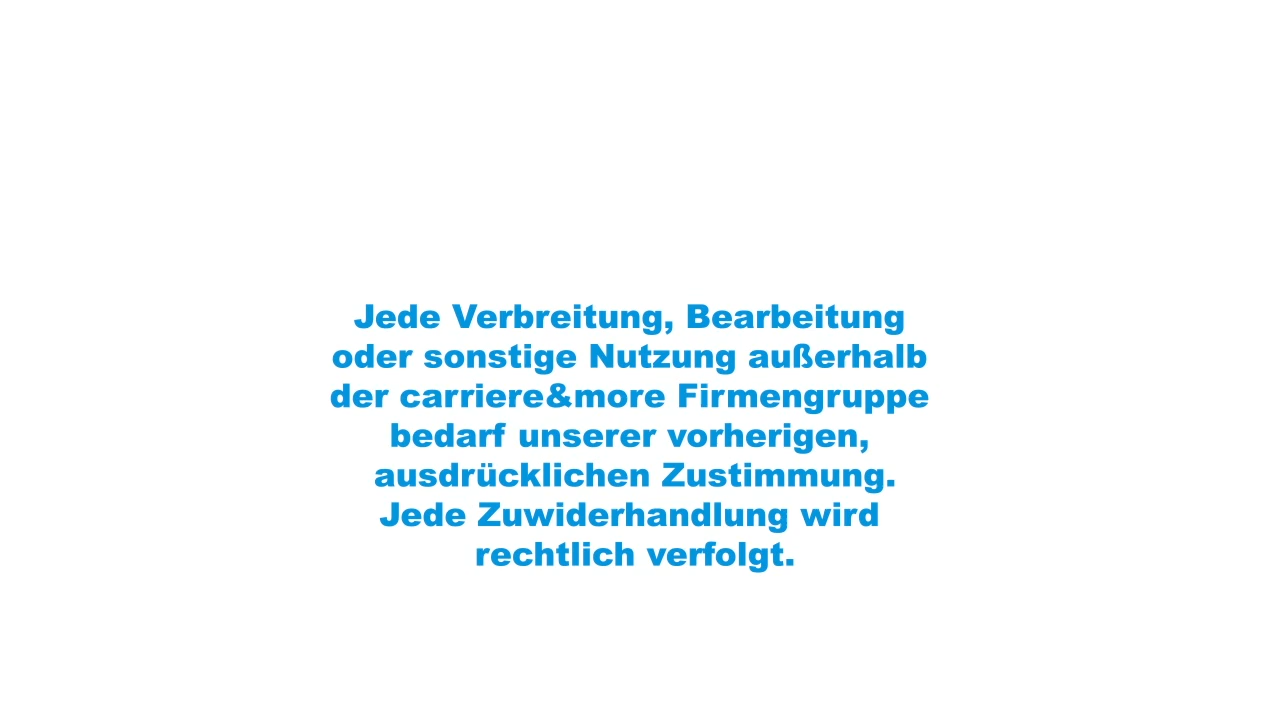 Jede Verbreitung, Bearbeitung
oder sonstige Nutzung außerhalb
der carriere&more Firmengruppe
bedarf unserer vorherigen,
ausdrücklichen Zustimmung.
Jede Zuwiderhandlung wird
rechtlich verfolgt.